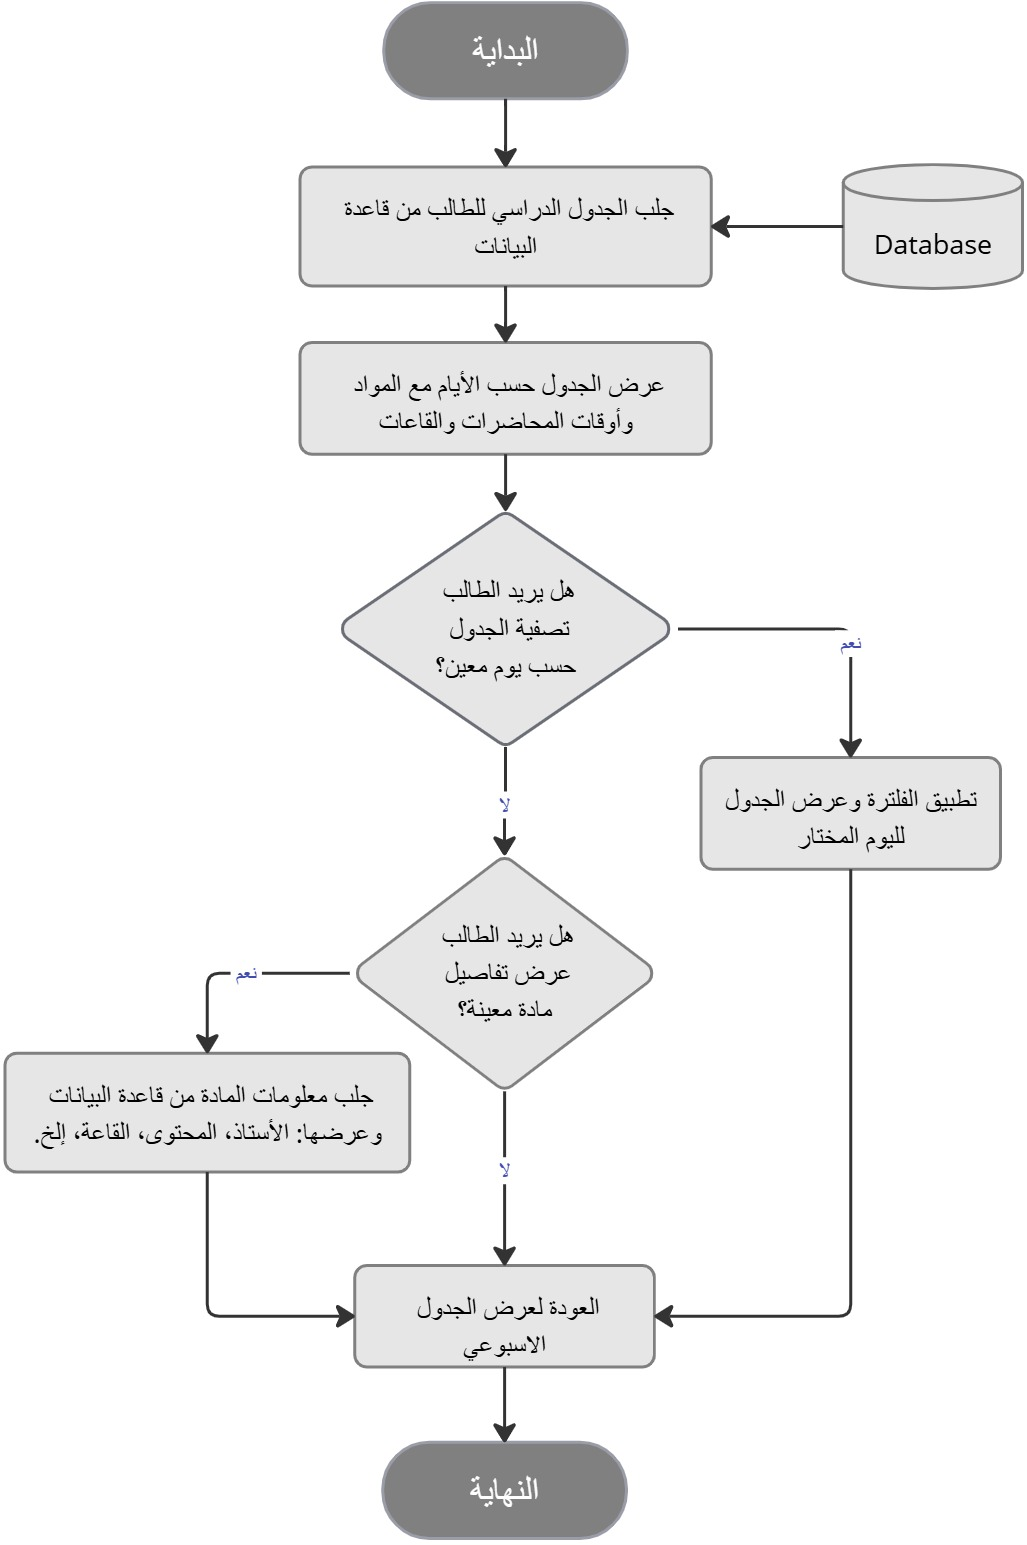 البداية
جلب الجدول الدراسي للطالب من قاعدة
البيانات
Database
عرض الجدول حسب الأيام مع المواد
وأوقات المحاضرات والقاعات
هل يريد الطالب
تصفية الجدول
حسب يوم معين؟
نعم
تطبيق الفلترة وعرض الجدول
لليوم المختار
لا
هل يريد الطالب
عرض تفاصيل
مادة معينة؟
نعم
جلب معلومات المادة من قاعدة البيانات
وعرضها: الأستاذ، المحتوى، القاعة، إلخ.
لا
العودة لعرض الجدول
الاسبوعي
النهاية